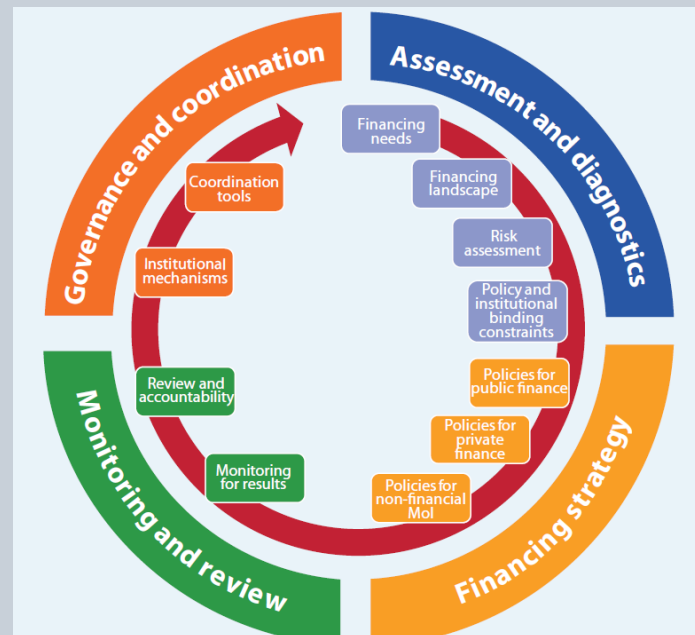 Assessment and diagnostics
Financing
needs
Financing
landscape
Risk
assessment
Policy and
institutional
binding
constraints
Financing strategy
Policies for
public finance
Policies for
private
finance
Policies for
non-financial
MoI
Monitoring and review
Monitoring
for results
Review and
accountability
Governance and coordination
Institutional
mechanisms
Coordination
tools